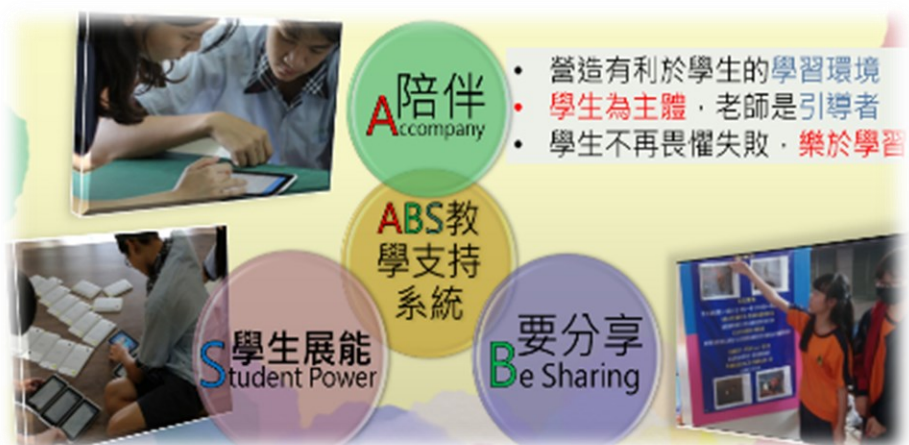 陪伴
Accompany
• 營造有利於學生的學習環境
• 學生為主體，老師是引導者
• 學生不再畏懼失敗，樂於學習
ABS教
學支持
系統
學生展能
Student Power
要分享
Be Sharing